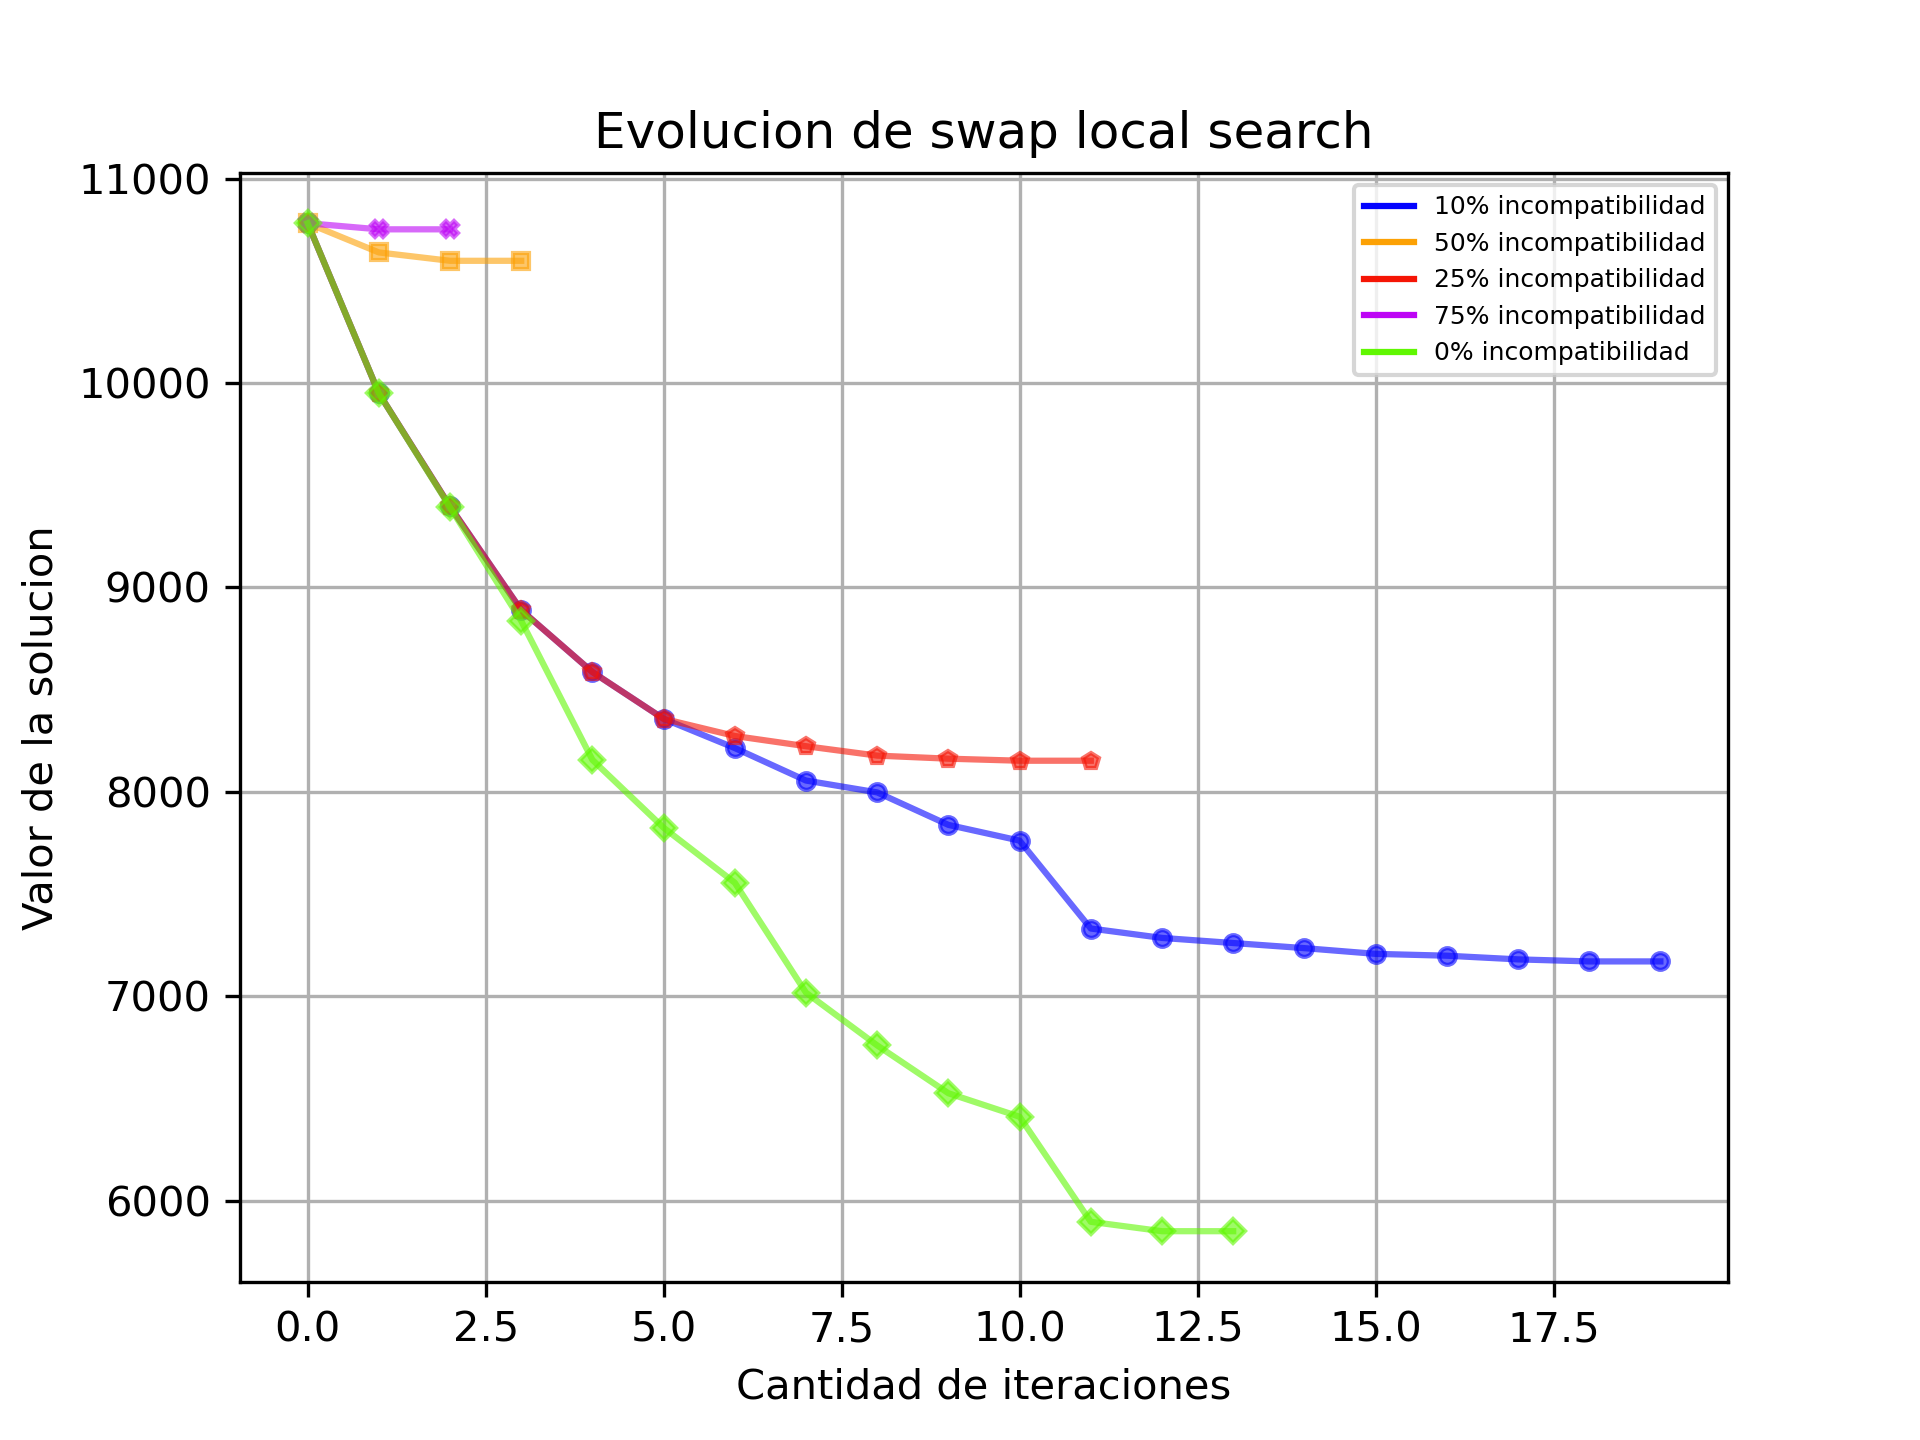 Evolucion de swap local search
11000
10000
9000
8000
7000
6000
Valor de la solucion
10% incompatibilidad
50% incompatibilidad
25% incompatibilidad
75% incompatibilidad
0% incompatibilidad
0.0 2.5 5.0 7.5 10.0 12.5 15.0 17.5
Cantidad de iteraciones